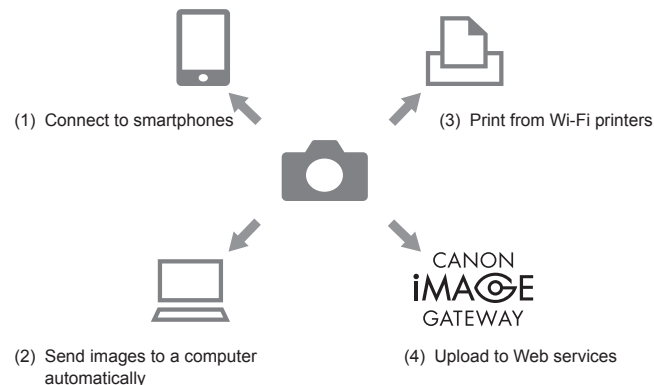 (1) Connect to smartphones
(3) Print from Wi-Fi printers
CANON
iMAGE
GATEWAY
(2) Send images to a computer
automatically
(4) Upload to Web services